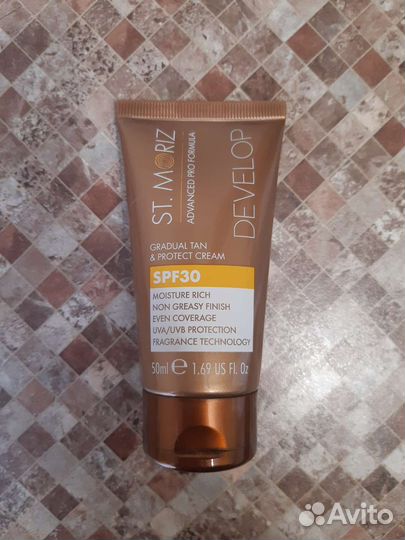 ST. MORIZ
ADVANCED PRO FORMULA
DEVELOP
GRADUAL TAN
& PROTECT CREAM
SPF30
MOISTURE RICH
NON GREASY FINISH
EVEN COVERAGE
UVA/UVB PROTECTION
FRAGRANCE TECHNOLOGY
50ml ℮ 1.69 US Fl. Oz
Avito